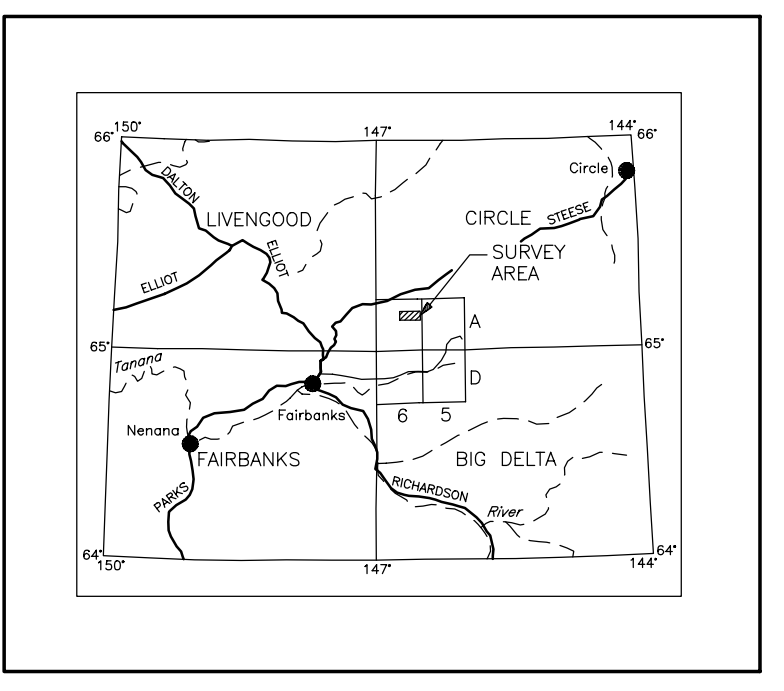 150°
147°
144°
66°
66°
Circle
DALTON
LIVENGOOD
CIRCLE
STEESE
ELLIOT
SURVEY
AREA
ELLIOT
A
65°
65°
Tanana
D
Fairbanks
6
5
Nenana
FAIRBANKS
BIG DELTA
PARKS
RICHARDSON
River
64°
64°
150°
147°
144°